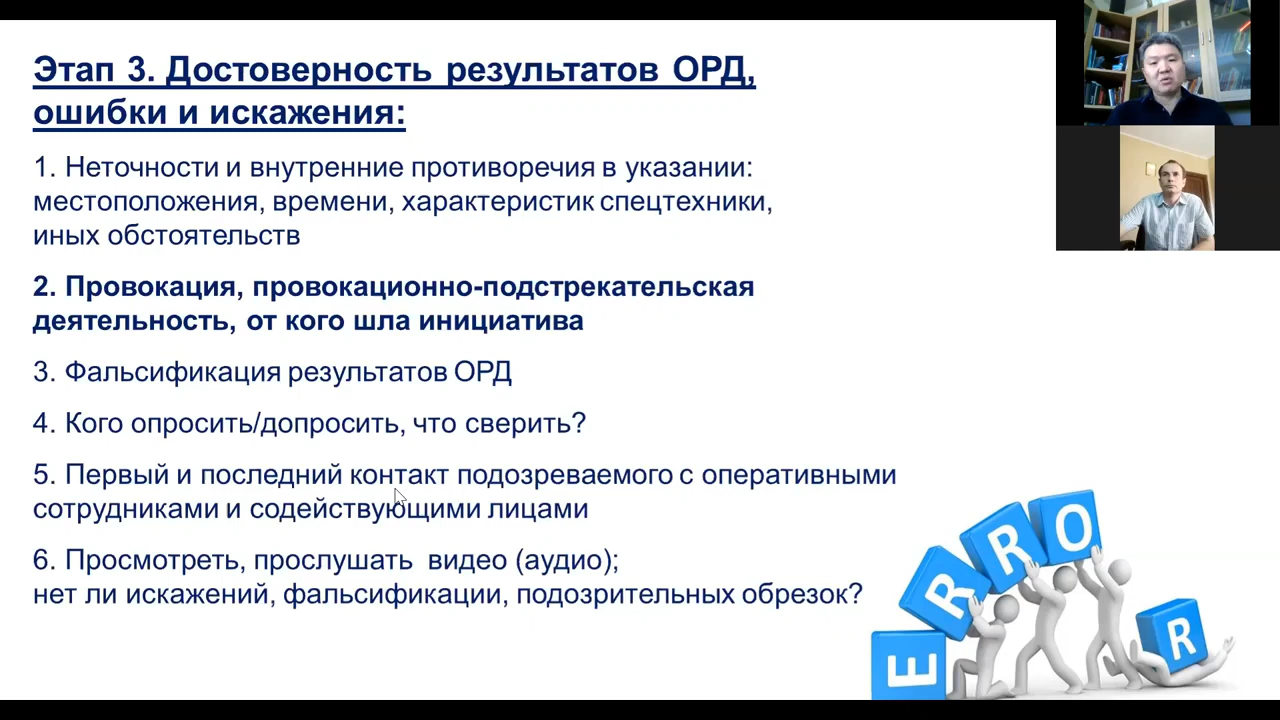 Этап 3. Достоверность результатов ОРД,
ошибки и искажения:
1. Неточности и внутренние противоречия в указании:
местоположения, времени, характеристик спецтехники,
иных обстоятельств
2. Провокация, провокационно-подстрекательская
деятельность, от кого шла инициатива
3. Фальсификация результатов ОРД
4. Кого опросить/допросить, что сверить?
5. Первый и последний контакт подозреваемого с оперативными
сотрудниками и содействующими лицами
6. Просмотреть, прослушать  видео (аудио);
нет ли искажений, фальсификации, подозрительных обрезок?
E R R O R